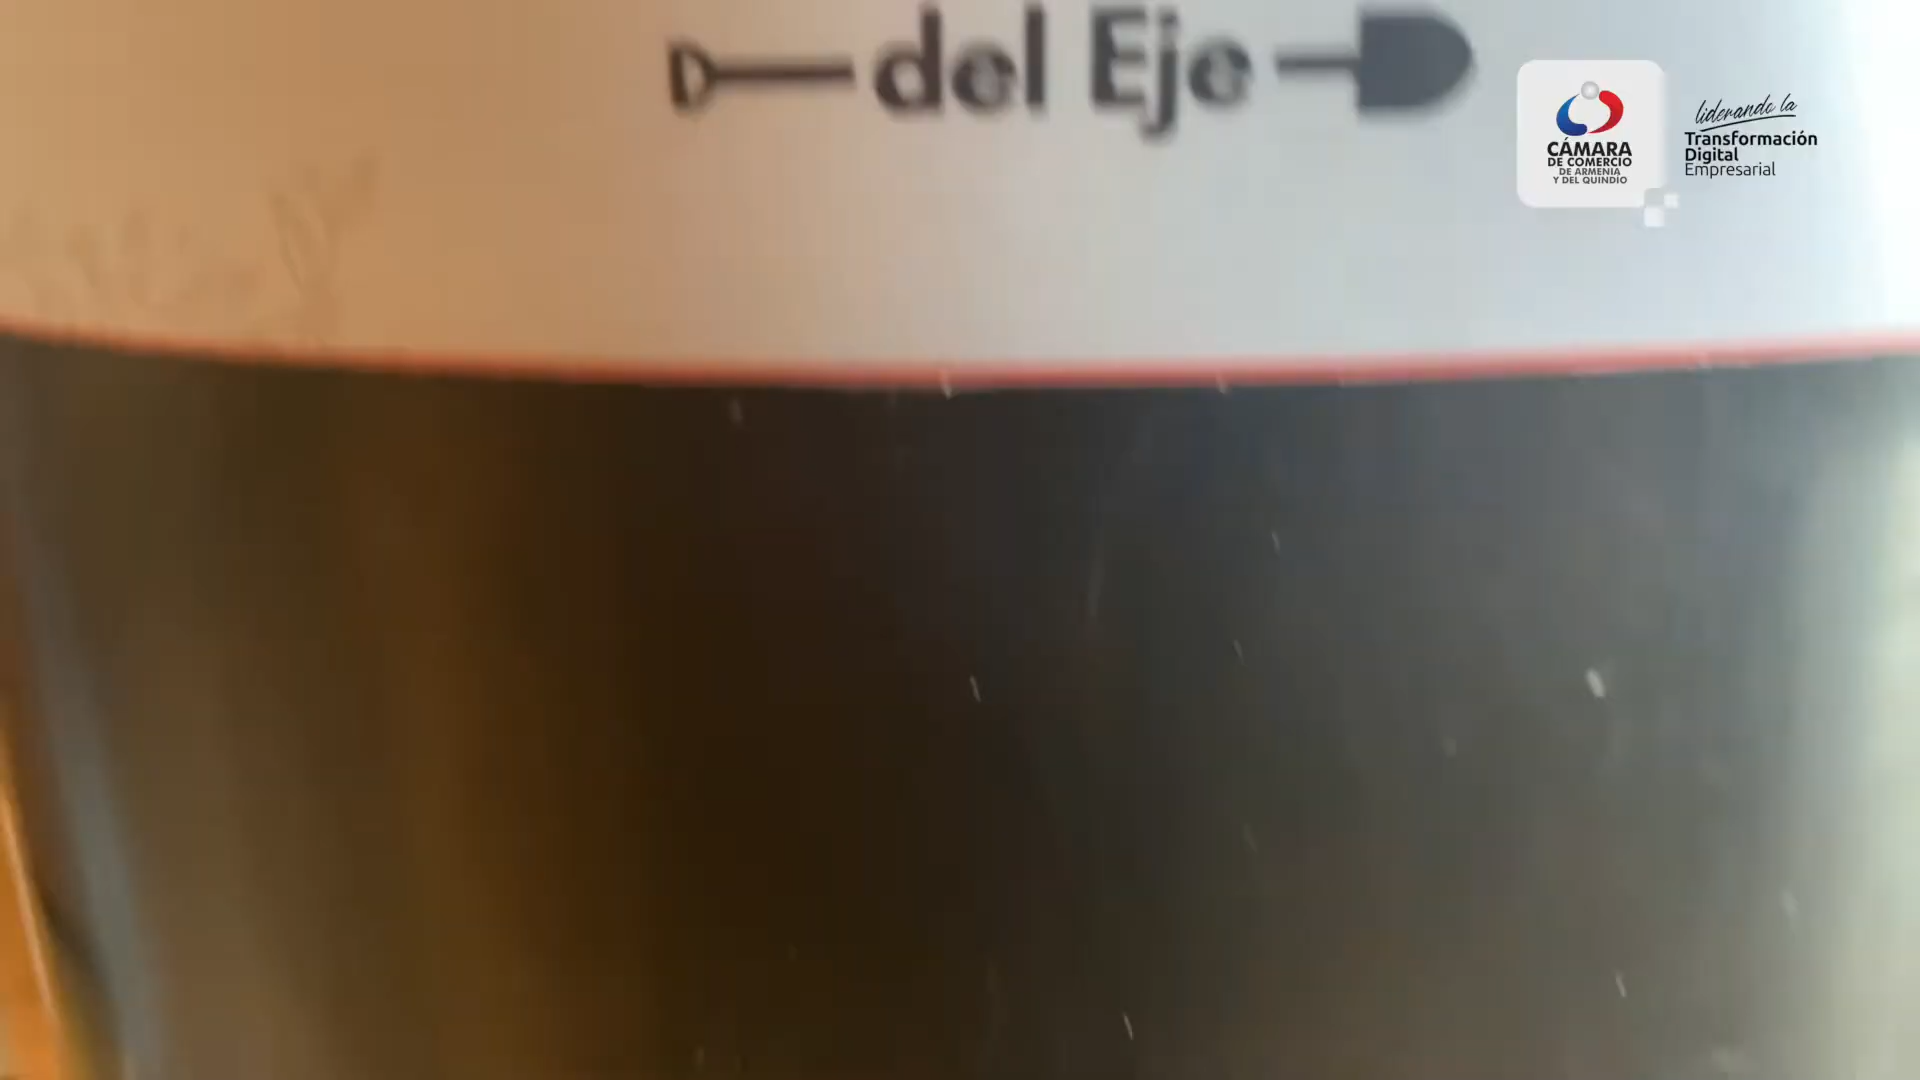 del Eje
CÁMARA
DE COMERCIO
DE ARMENIA
Y DEL QUINDIO
liderando la
Transformación
Digital
Empresarial